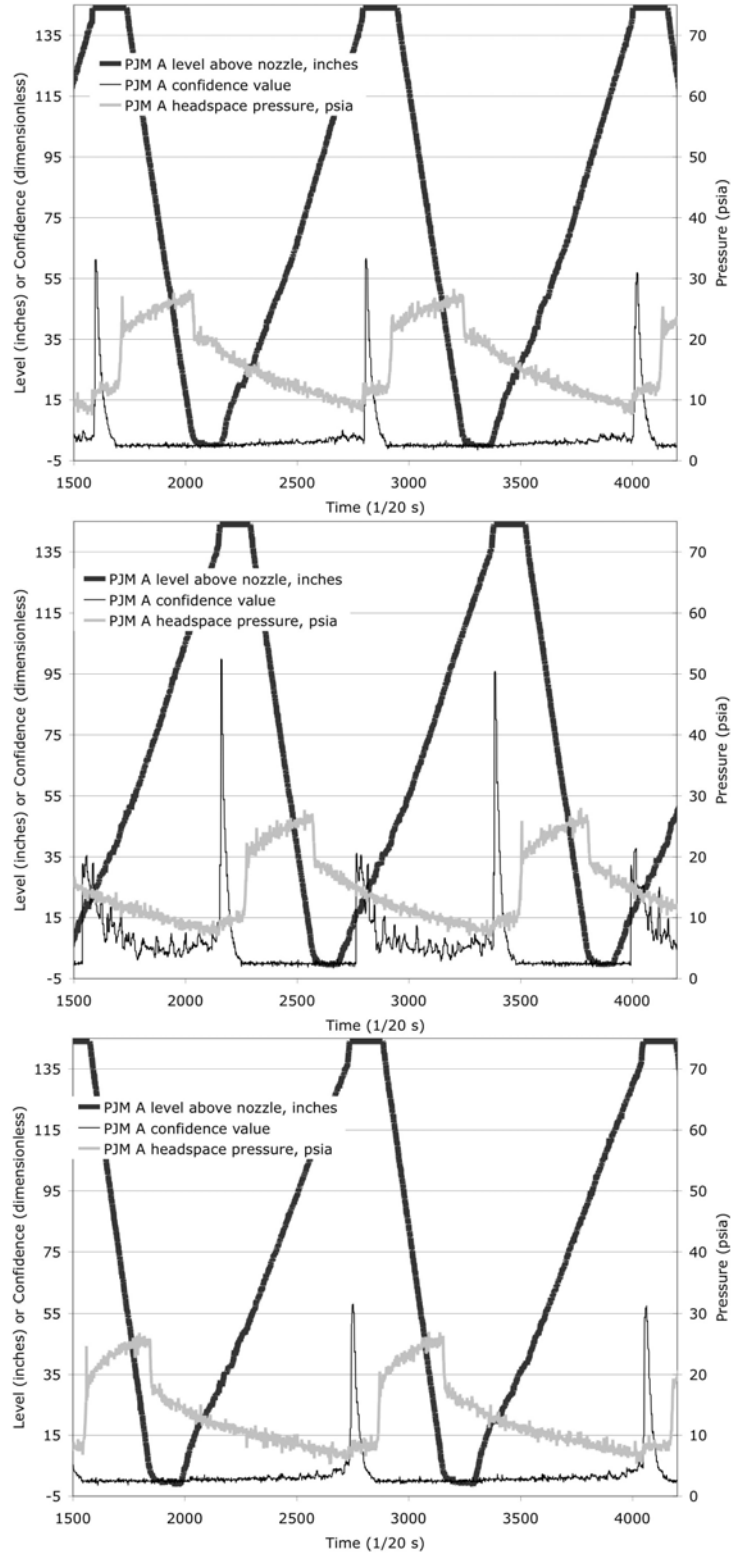 135
115
95
75
55
35
15
-5
Level (inches) or Confidence (dimensionless)
PJM A level above nozzle, inches
PJM A confidence value
PJM A headspace pressure, psia
70
60
50
40
30
20
10
0
Pressure (psia)
1500 2000 2500 3000 3500 4000
Time (1/20 s)
135
115
95
75
55
35
15
-5
Level (inches) or Confidence (dimensionless)
PJM A level above nozzle, inches
PJM A confidence value
PJM A headspace pressure, psia
70
60
50
40
30
20
10
0
Pressure (psia)
1500 2000 2500 3000 3500 4000
Time (1/20 s)
135
115
95
75
55
35
15
-5
Level (inches) or Confidence (dimensionless)
PJM A level above nozzle, inches
PJM A confidence value
PJM A headspace pressure, psia
70
60
50
40
30
20
10
0
Pressure (psia)
1500 2000 2500 3000 3500 4000
Time (1/20 s)